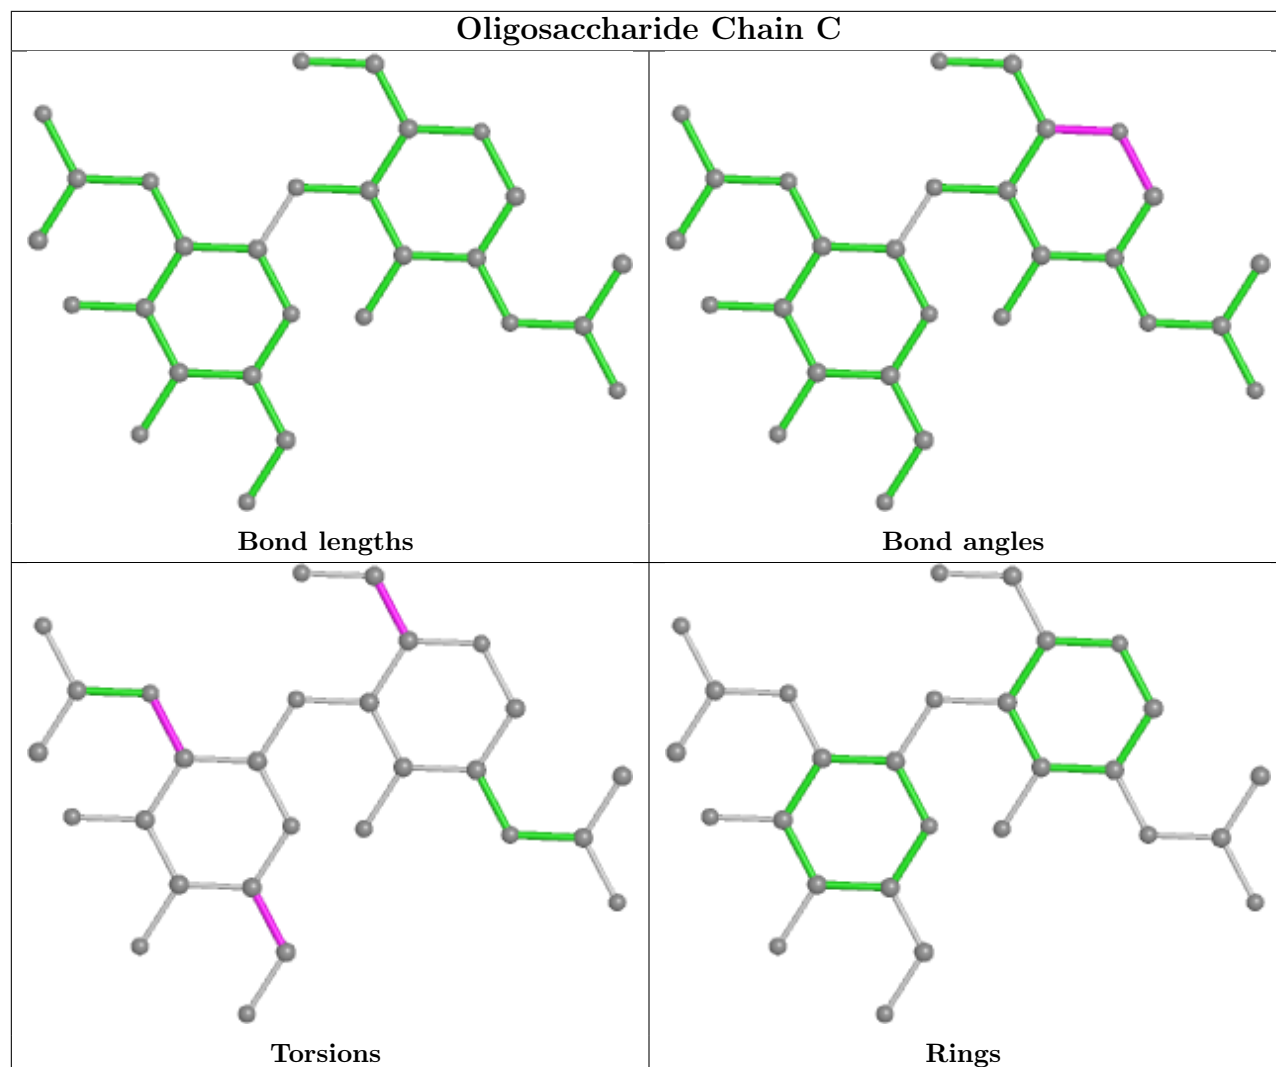 Oligosaccharide Chain C
Bond lengths
Bond angles
Torsions
Rings